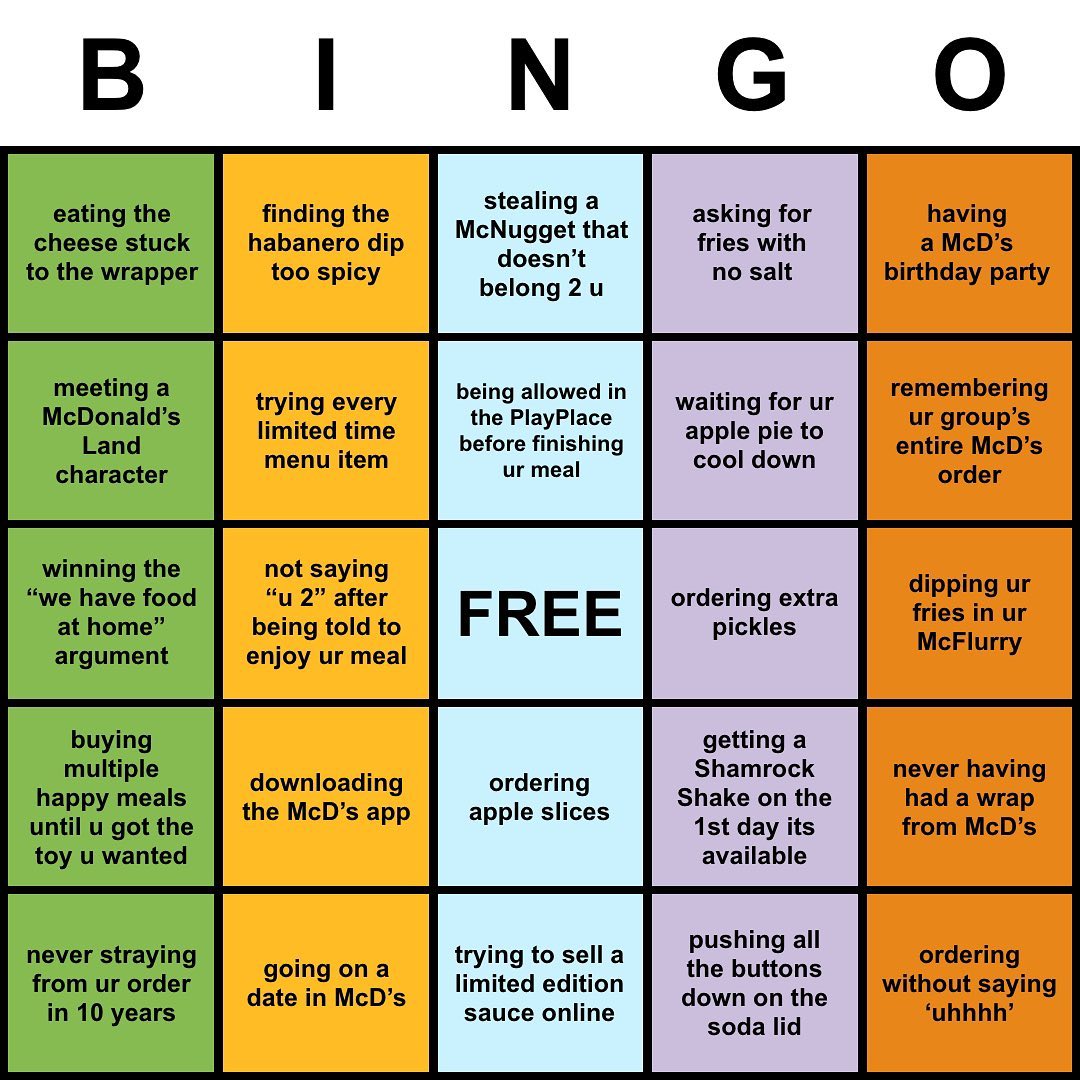 B I N G O
eating the
cheese stuck
to the wrapper
finding the
habanero dip
too spicy
stealing a
McNugget that
doesn’t
belong 2 u
asking for
fries with
no salt
having
a McD’s
birthday party
meeting a
McDonald’s
Land
character
trying every
limited time
menu item
being allowed in
the PlayPlace
before finishing
ur meal
waiting for ur
apple pie to
cool down
remembering
ur group’s
entire McD’s
order
winning the
“we have food
at home”
argument
not saying
“u 2” after
being told to
enjoy ur meal
FREE
ordering extra
pickles
dipping ur
fries in ur
McFlurry
buying
multiple
happy meals
until u got the
toy u wanted
downloading
the McD’s app
ordering
apple slices
getting a
Shamrock
Shake on the
1st day its
available
never having
had a wrap
from McD’s
never straying
from ur order
in 10 years
going on a
date in McD’s
trying to sell a
limited edition
sauce online
pushing all
the buttons
down on the
soda lid
ordering
without saying
‘uhhhh’